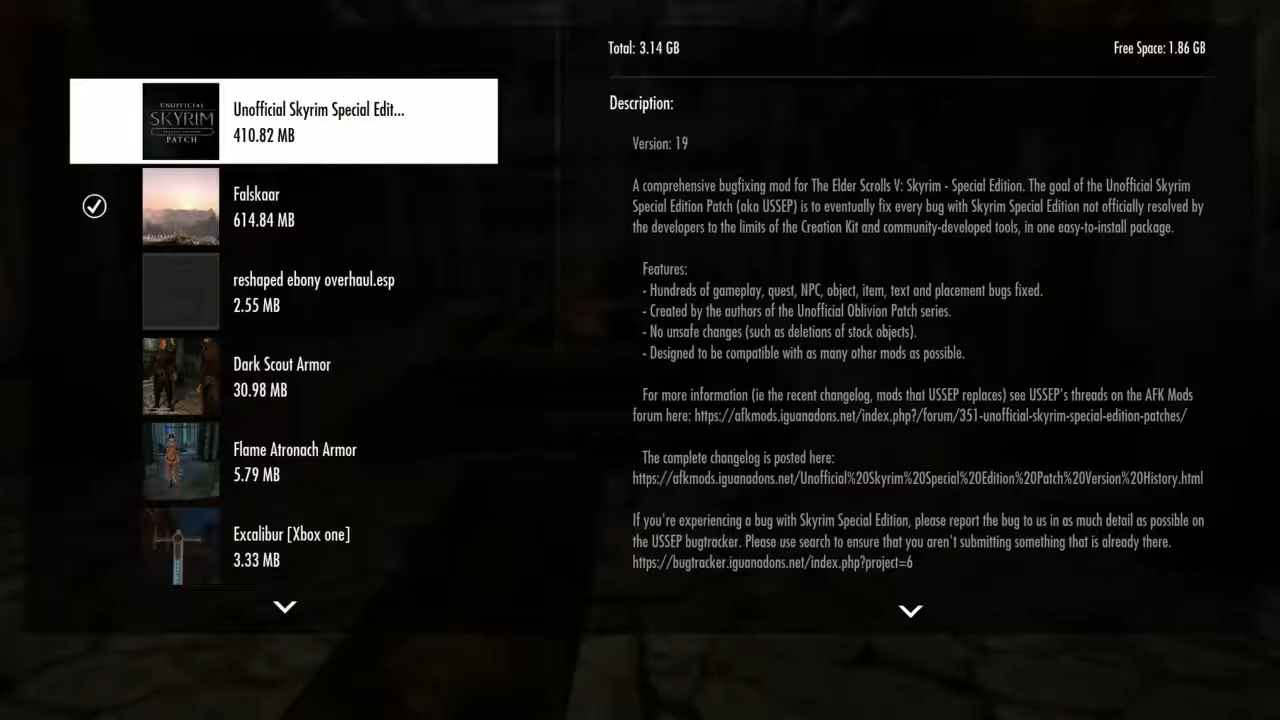 Total: 3.14 GB
Free Space: 1.86 GB
UNOFFICIAL
SKYRIM
PATCH
Unofficial Skyrim Special Edit...
410.82 MB
Falskaar
614.84 MB
reshaped ebony overhaul.esp
2.55 MB
Dark Scout Armor
30.98 MB
Flame Atronach Armor
5.79 MB
Excalibur [Xbox one]
3.33 MB
Description:
Version: 19
A comprehensive bugfixing mod for The Elder Scrolls V: Skyrim - Special Edition. The goal of the Unofficial Skyrim
Special Edition Patch (aka USSEP) is to eventually fix every bug with Skyrim Special Edition not officially resolved by
the developers to the limits of the Creation Kit and community-developed tools, in one easy-to-install package.
Features:
- Hundreds of gameplay, quest, NPC, object, item, text and placement bugs fixed.
- Created by the authors of the Unofficial Oblivion Patch series.
- No unsafe changes (such as deletions of stock objects).
- Designed to be compatible with as many other mods as possible.
For more information (ie the recent changelog, mods that USSEP replaces) see USSEP's threads on the AFK Mods
forum here: https://afkmods.iguanadons.net/index.php?/forum/351-unofficial-skyrim-special-edition-patches/
The complete changelog is posted here:
https://afkmods.iguanadons.net/Unofficial%20Skyrim%20Special%20Edition%20Patch%20Version%20History.html
If you're experiencing a bug with Skyrim Special Edition, please report the bug to us in as much detail as possible on
the USSEP bugtracker. Please use search to ensure that you aren't submitting something that is already there.
https://bugtracker.iguanadons.net/index.php?project=6